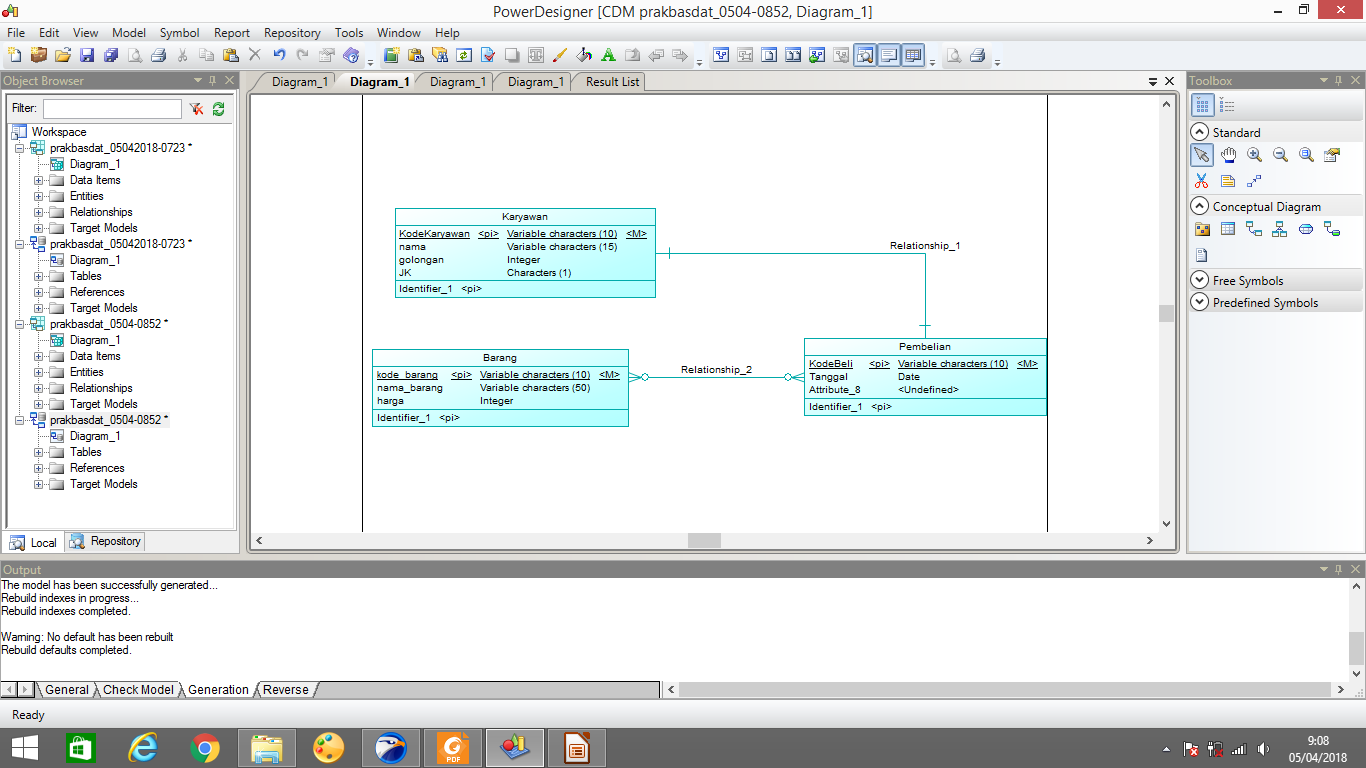 PowerDesigner [CDM prakbasdat_0504-0852, Diagram_1]
File Edit View Model Symbol Report Repository Tools Window Help
Object Browser
Filter:
Workspace
prakbasdat_05042018-0723 *
Diagram_1
Data Items
Entities
Relationships
Target Models
prakbasdat_05042018-0723 *
Diagram_1
Tables
References
Target Models
prakbasdat_0504-0852 *
Diagram_1
Data Items
Entities
Relationships
Target Models
prakbasdat_0504-0852 *
Diagram_1
Tables
References
Target Models
Local Repository
Diagram_1 Diagram_1 Diagram_1 Diagram_1 Result List
Karyawan
KodeKaryawan <pi> Variable characters (10) <M>
nama Variable characters (15)
golongan Integer
JK Characters (1)
Identifier_1 <pi>
Relationship_1
Barang
kode_barang <pi> Variable characters (10) <M>
nama_barang Variable characters (50)
harga Integer
Identifier_1 <pi>
Relationship_2
Pembelian
KodeBeli <pi> Variable characters (10) <M>
Tanggal Date
Attribute_8 <Undefined>
Identifier_1 <pi>
Toolbox
Standard
Conceptual Diagram
Free Symbols
Predefined Symbols
Output
The model has been successfully generated...
Rebuild indexes in progress...
Rebuild indexes completed.
Warning: No default has been rebuilt
Rebuild defaults completed.
General Check Model Generation Reverse
Ready
PDF
9:08
05/04/2018